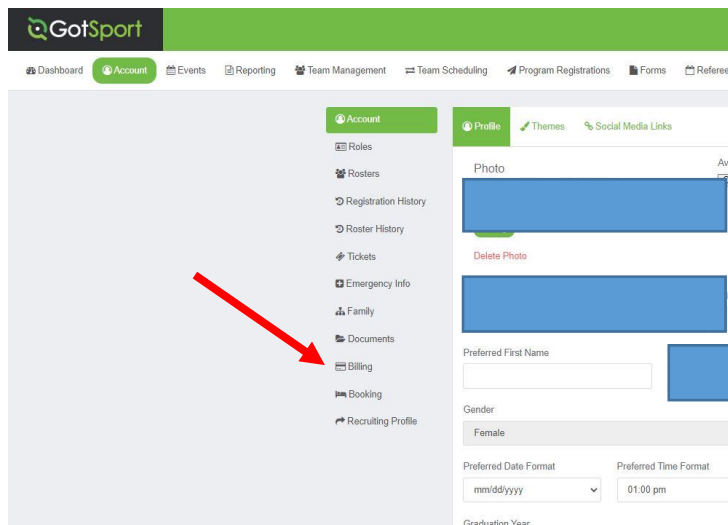 GotSport
Dashboard Account Events Reporting Team Management Team Scheduling Program Registrations Forms
Account
Roles
Rosters
Registration History
Roster History
Tickets
Emergency Info
Family
Documents
Billing
Booking
Recruiting Profile
Profile Themes Social Media Links
Photo
Delete Photo
Preferred First Name
Gender
Female
Preferred Date Format Preferred Time Format
mm/dd/yyyy 01:00 pm
Graduation Year